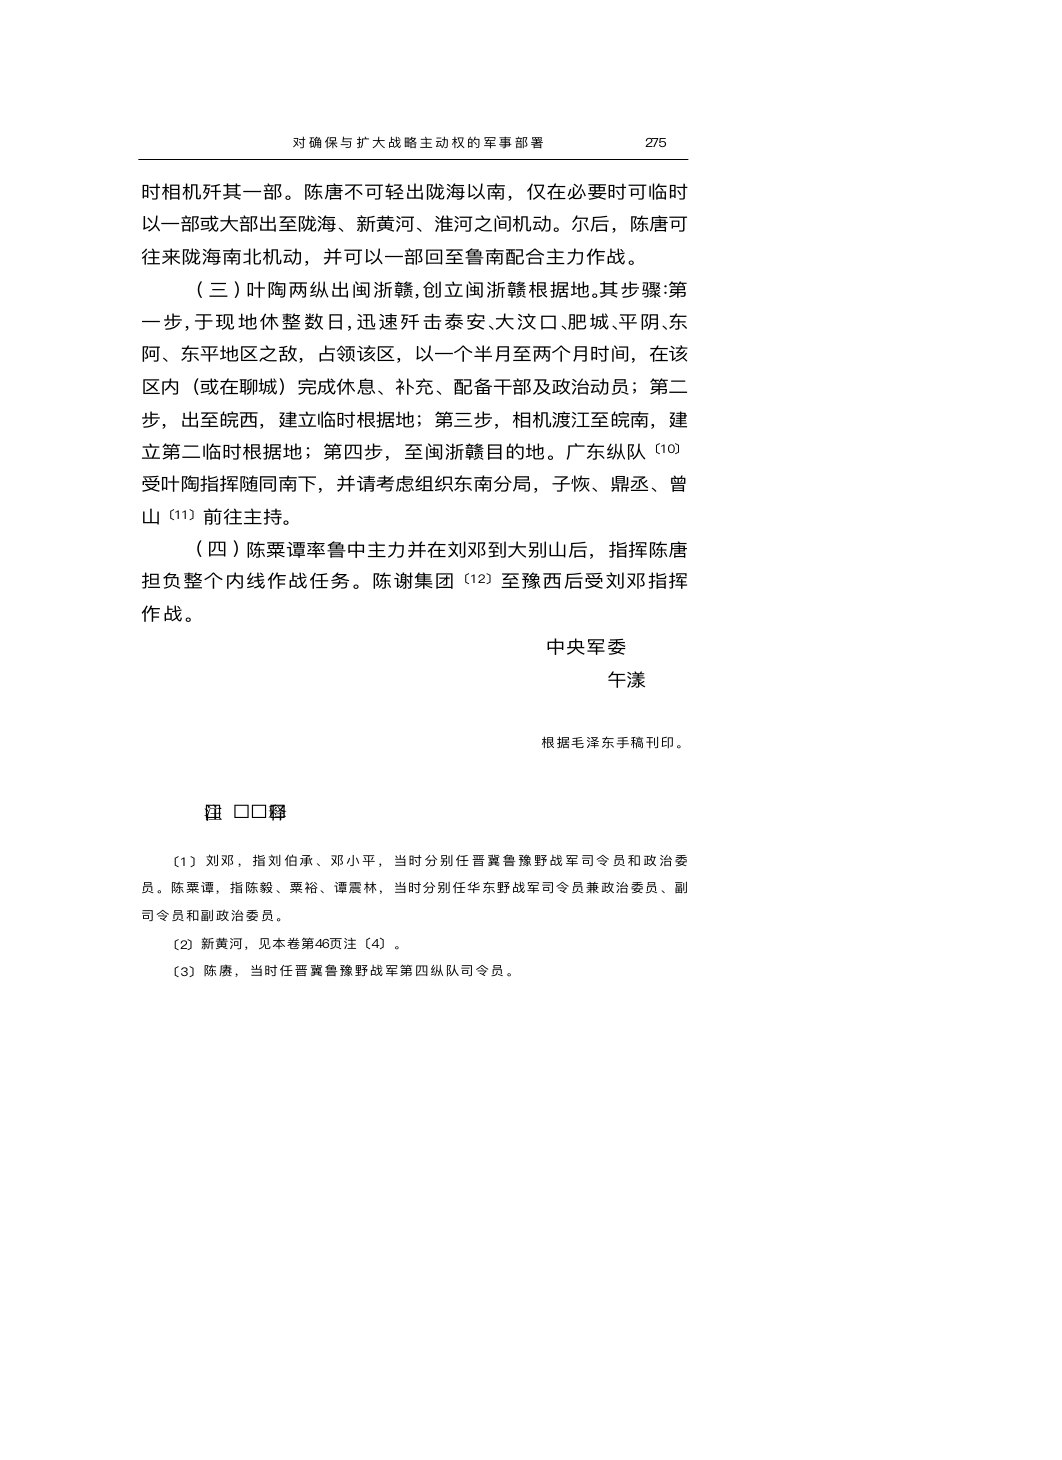 对确保与扩大战略主动权的军事部署 275
时相机歼其一部。陈唐不可轻出陇海以南，仅在必要时可临时
以一部或大部出至陇海、新黄河、淮河之间机动。尔后，陈唐可
往来陇海南北机动，并可以一部回至鲁南配合主力作战。
（三）叶陶两纵出闽浙赣，创立闽浙赣根据地。其步骤：第
一步，于现地休整数日，迅速歼击泰安、大汶口、肥城、平阴、东
阿、东平地区之敌，占领该区，以一个半月至两个月时间，在该
区内（或在聊城）完成休息、补充、配备干部及政治动员；第二
步，出至皖西，建立临时根据地；第三步，相机渡江至皖南，建
立第二临时根据地；第四步，至闽浙赣目的地。广东纵队〔10〕
受叶陶指挥随同南下，并请考虑组织东南分局，子恢、鼎丞、曾
山〔11〕前往主持。
（四）陈粟谭率鲁中主力并在刘邓到大别山后，指挥陈唐
担负整个内线作战任务。陈谢集团〔12〕至豫西后受刘邓指挥
作战。
中央军委
午漾
根据毛泽东手稿刊印。
注 □□释
〔1〕刘邓，指刘伯承、邓小平，当时分别任晋冀鲁豫野战军司令员和政治委
员。陈粟谭，指陈毅、粟裕、谭震林，当时分别任华东野战军司令员兼政治委员、副
司令员和副政治委员。
〔2〕新黄河，见本卷第46页注〔4〕。
〔3〕陈赓，当时任晋冀鲁豫野战军第四纵队司令员。